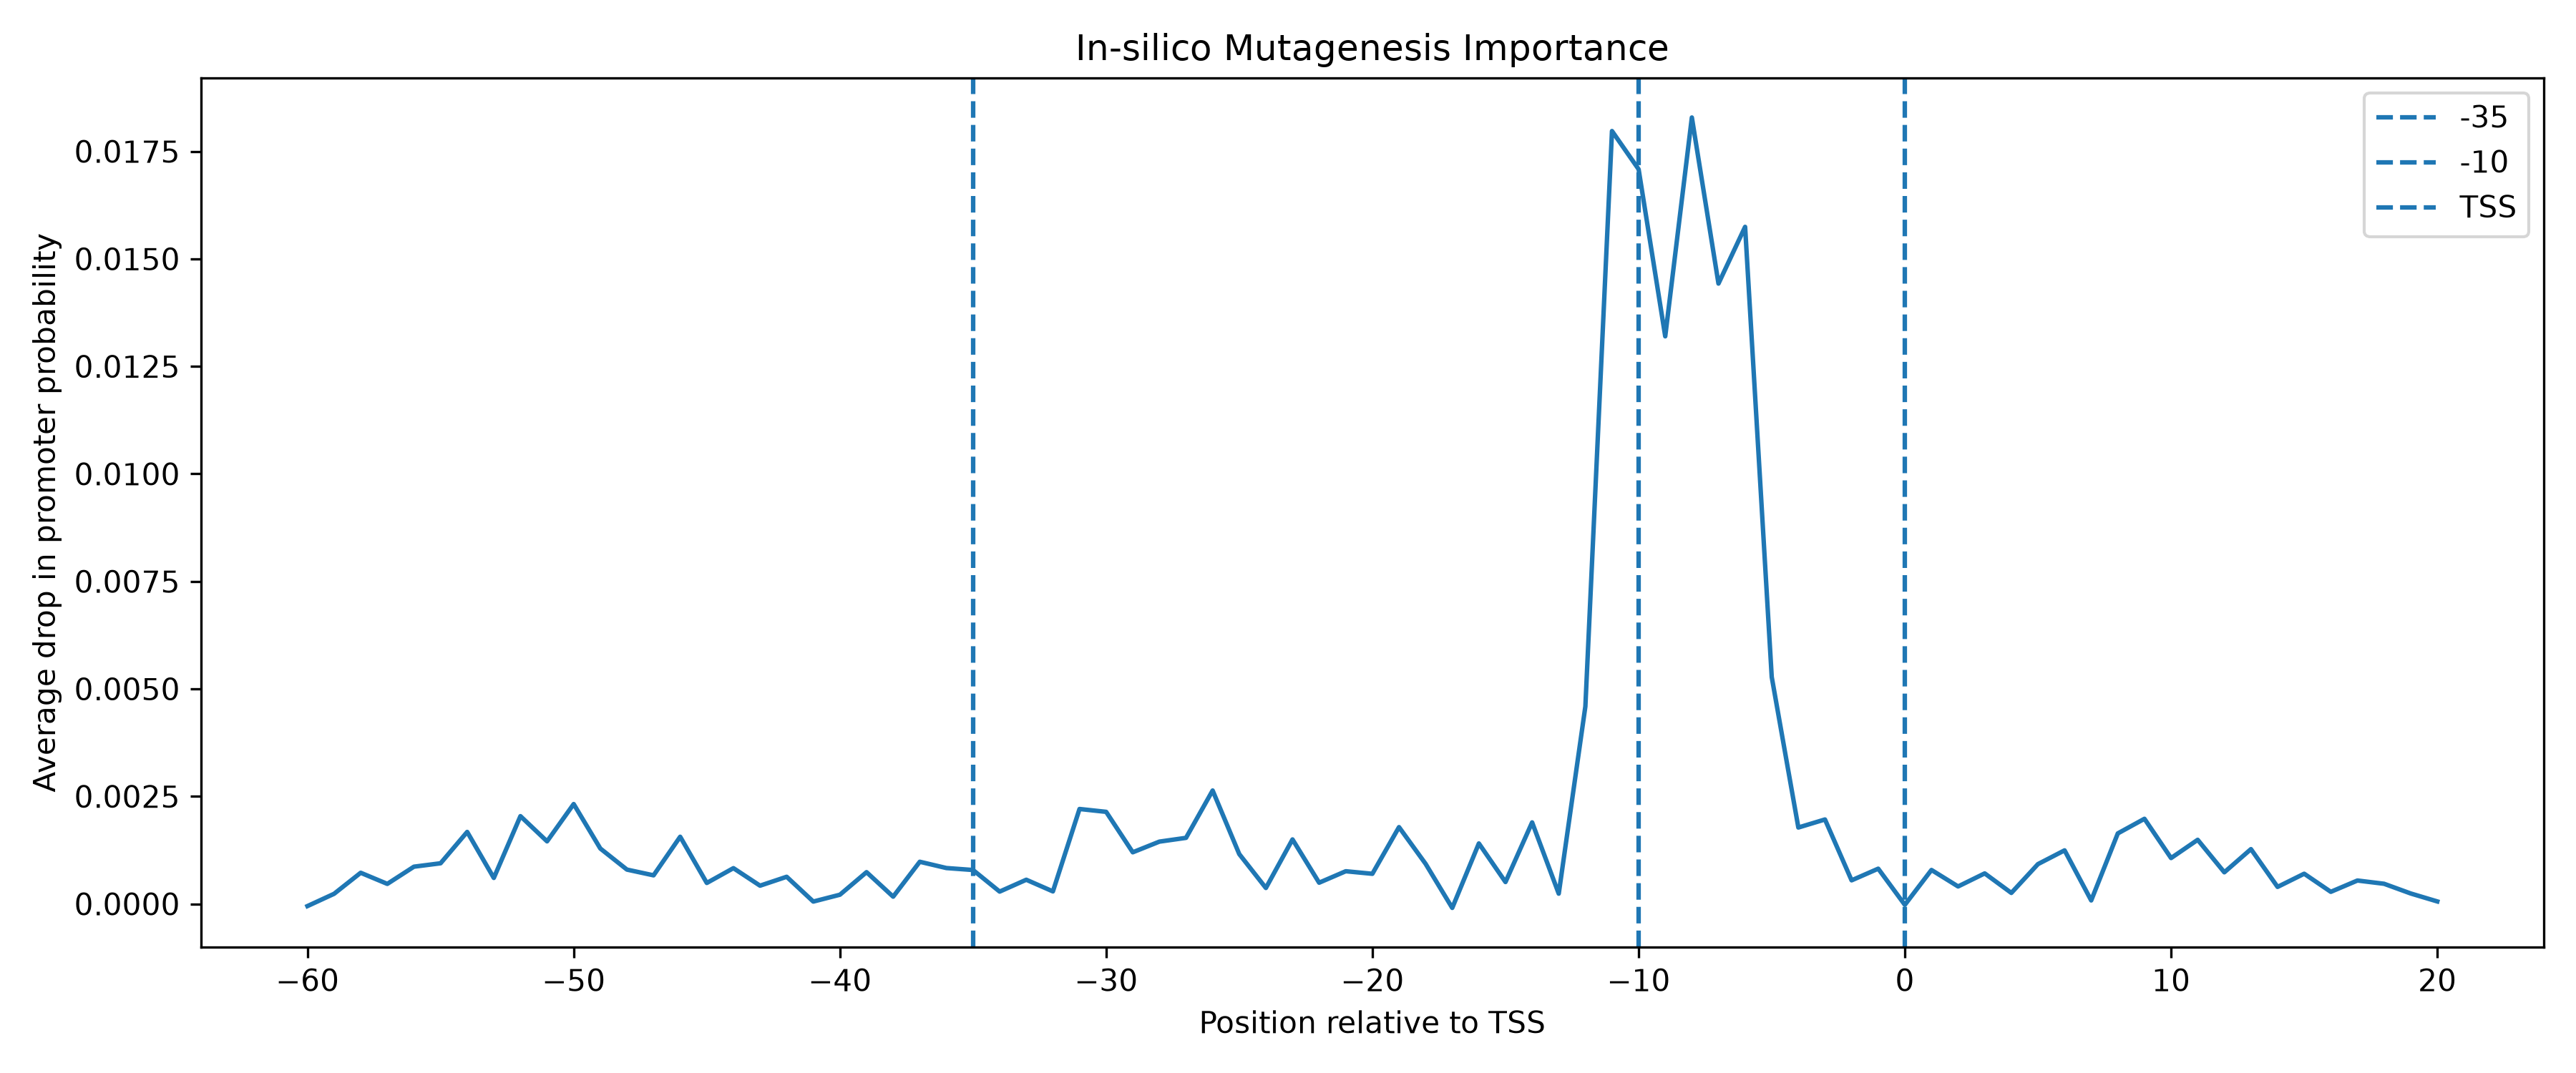 In-silico Mutagenesis Importance
Average drop in promoter probability
0.0175
0.0150
0.0125
0.0100
0.0075
0.0050
0.0025
0.0000
-35
-10
TSS
−60 −50 −40 −30 −20 −10 0 10 20
Position relative to TSS